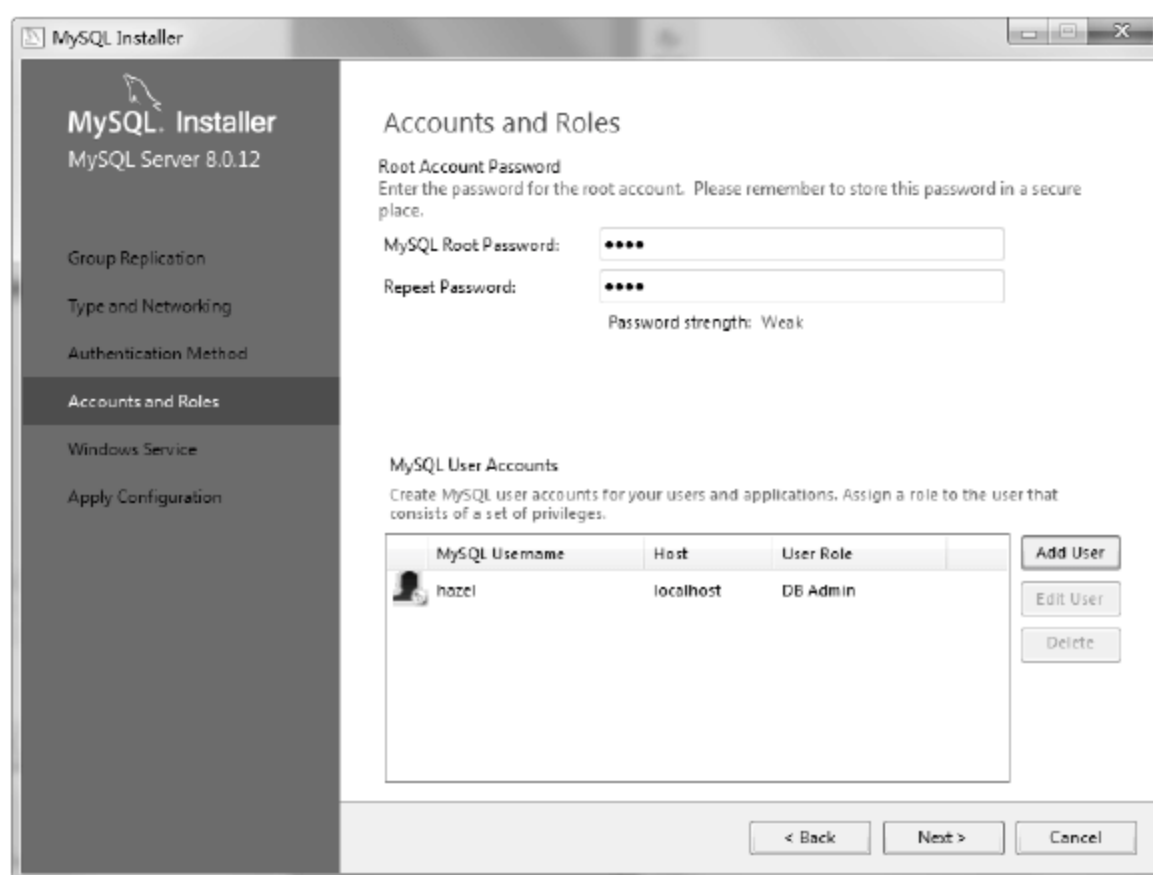 MySQL Installer
MySQL. Installer
MySQL Server 8.0.12
Group Replication
Type and Networking
Authentication Method
Accounts and Roles
Windows Service
Apply Configuration
Accounts and Roles
Root Account Password
Enter the password for the root account. Please remember to store this password in a secure
place.
MySQL Root Password: ●●●●
Repeat Password: ●●●●
Password strength: Weak
MySQL User Accounts
Create MySQL user accounts for your users and applications. Assign a role to the user that
consists of a set of privileges.
MySQL Username Host User Role
hazel localhost DB Admin
Add User
Edit User
Delete
< Back Next > Cancel